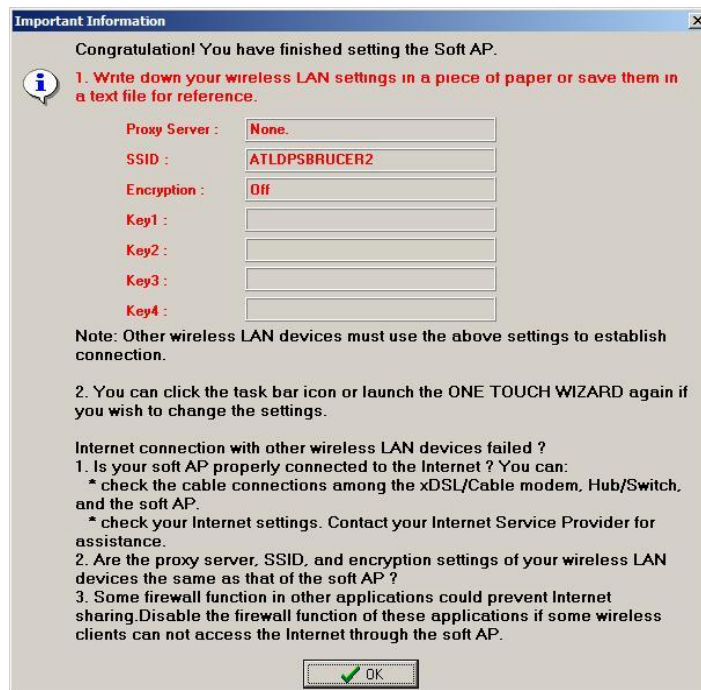 Important Information
Congratulation! You have finished setting the Soft AP.
1. Write down your wireless LAN settings in a piece of paper or save them in
a text file for reference.
Proxy Server : None.
SSID : ATLDPSBRUCER2
Encryption : Off
Key1 :
Key2 :
Key3 :
Key4 :
Note: Other wireless LAN devices must use the above settings to establish
connection.
2. You can click the task bar icon or launch the ONE TOUCH WIZARD again if
you wish to change the settings.
Internet connection with other wireless LAN devices failed ?
1. Is your soft AP properly connected to the Internet ? You can:
* check the cable connections among the xDSL/Cable modem, Hub/Switch,
and the soft AP.
* check your Internet settings. Contact your Internet Service Provider for
assistance.
2. Are the proxy server, SSID, and encryption settings of your wireless LAN
devices the same as that of the soft AP ?
3. Some firewall function in other applications could prevent Internet
sharing.Disable the firewall function of these applications if some wireless
clients can not access the Internet through the soft AP.
OK